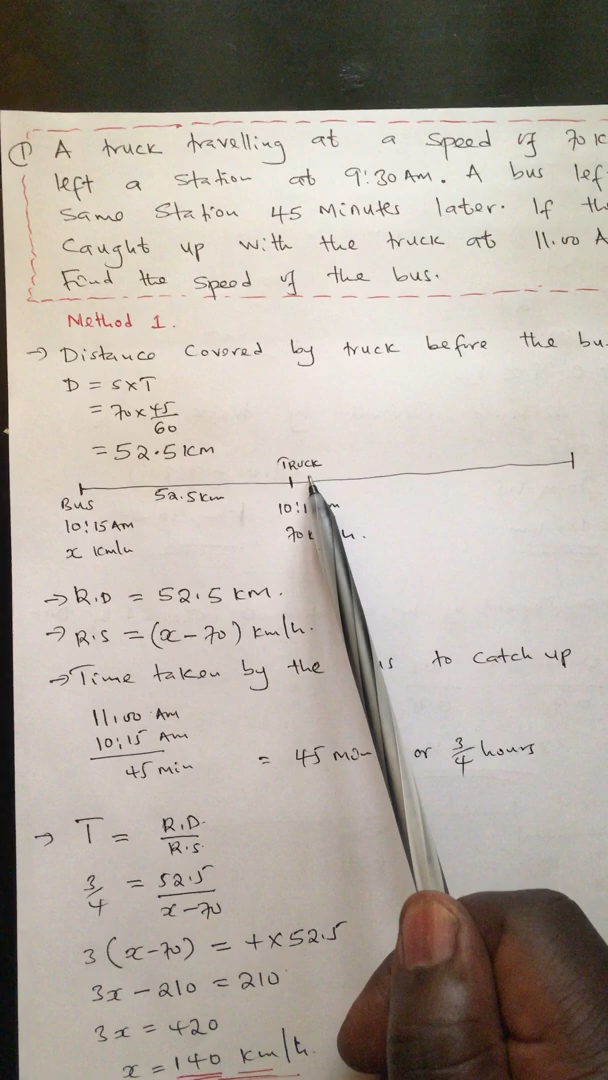 ① A truck travelling at a speed of 70 k
left a station at 9:30 AM. A bus lef
same station 45 minutes later. If th
caught up with the truck at 11.00 A
Find the speed of the bus.
Method 1.
→ Distance covered by truck before the bu
D = S×T
= 70 × 45/60
= 52.5 km
TRUCK
52.5 km
Bus
10:1 m
10:15 AM
70 k h.
x km/h
→ R.D = 52.5 km.
→ R.S = (x-70) km/h.
→ Time taken by the s to catch up
11.00 AM
10:15 AM
45 min = 45 min or 3/4 hours
→ T = R.D./R.S.
3/4 = 52.5/x-70
3(x-70) = 4×52.5
3x - 210 = 210
3x = 420
x = 140 km/h.